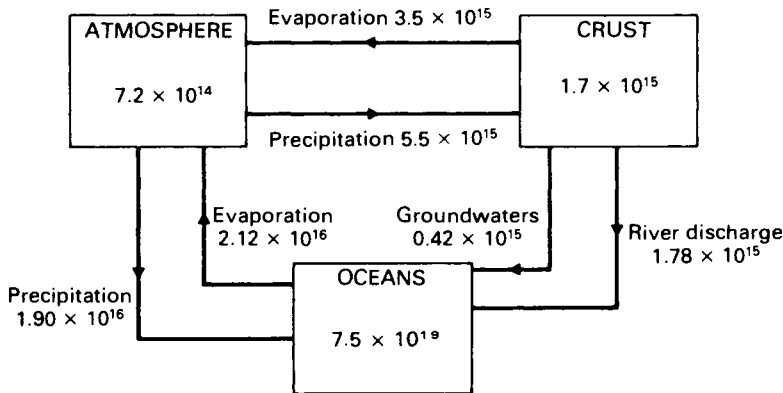 Evaporation 3.5 × 10¹⁵
ATMOSPHERE
CRUST
7.2 × 10¹⁴
1.7 × 10¹⁵
Precipitation 5.5 × 10¹⁵
Evaporation
2.12 × 10¹⁶
Groundwaters
0.42 × 10¹⁵
River discharge
1.78 × 10¹⁵
Precipitation
1.90 × 10¹⁶
OCEANS
7.5 × 10¹⁹